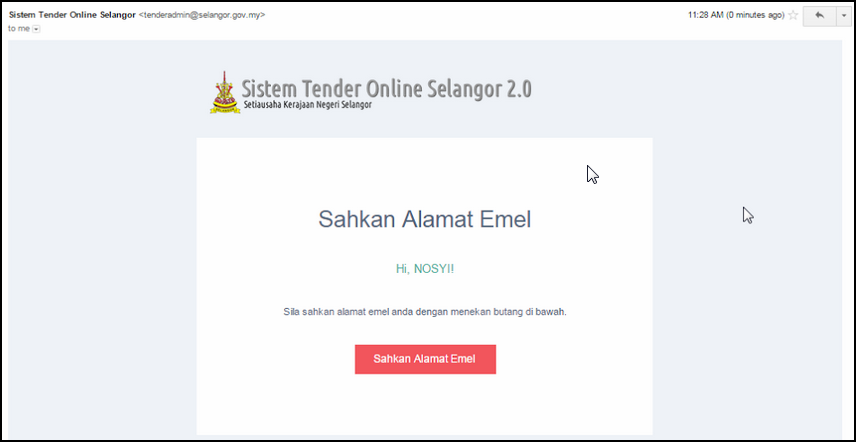 Sistem Tender Online Selangor <tenderadmin@selangor.gov.my> 11:28 AM (0 minutes ago)
to me
Sistem Tender Online Selangor 2.0
Setiausaha Kerajaan Negeri Selangor
Sahkan Alamat Emel
Hi, NOSYI!
Sila sahkan alamat emel anda dengan menekan butang di bawah.
Sahkan Alamat Emel